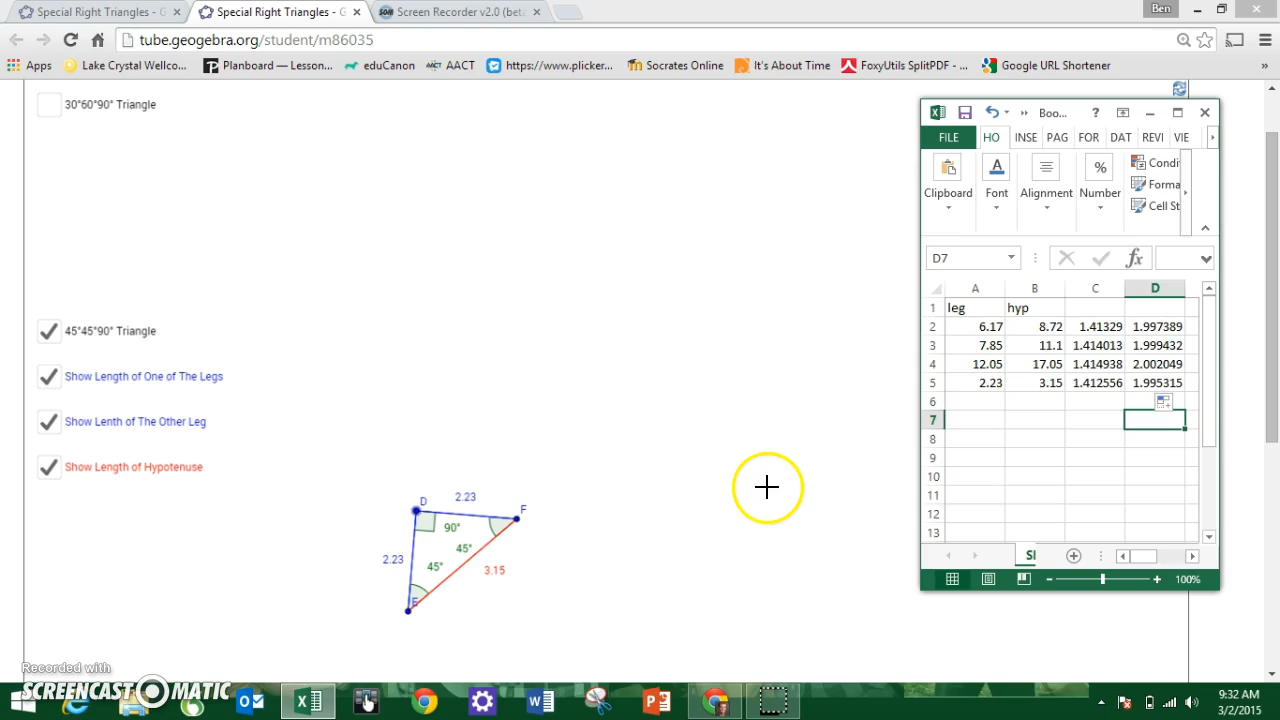 Special Right Triangles - G
Special Right Triangles - G
Screen Recorder v2.0 (beta
Ben
tube.geogebra.org/student/m86035
Apps
Lake Crystal Wellco...
Planboard — Lesson...
eduCanon
AACT
https://www.plicker...
Socrates Online
It's About Time
FoxyUtils SplitPDF - ...
Google URL Shortener
»
30°60°90° Triangle
45°45°90° Triangle
Show Length of One of The Legs
Show Lenth of The Other Leg
Show Length of Hypotenuse
D
2.23
F
90°
45°
2.23
45°
3.15
E
Boo...
FILE HO INSE PAG FOR DAT REVI VIE
Clipboard
Font
Alignment
Number
Condi
Forma
Cell St
D7
fx
A B C D
1 leg hyp
2 6.17 8.72 1.41329 1.997389
3 7.85 11.1 1.414013 1.999432
4 12.05 17.05 1.414938 2.002049
5 2.23 3.15 1.412556 1.995315
6
7
8
9
10
11
12
13
100%
Recorded with
SCREENCAST MATIC
9:32 AM
3/2/2015